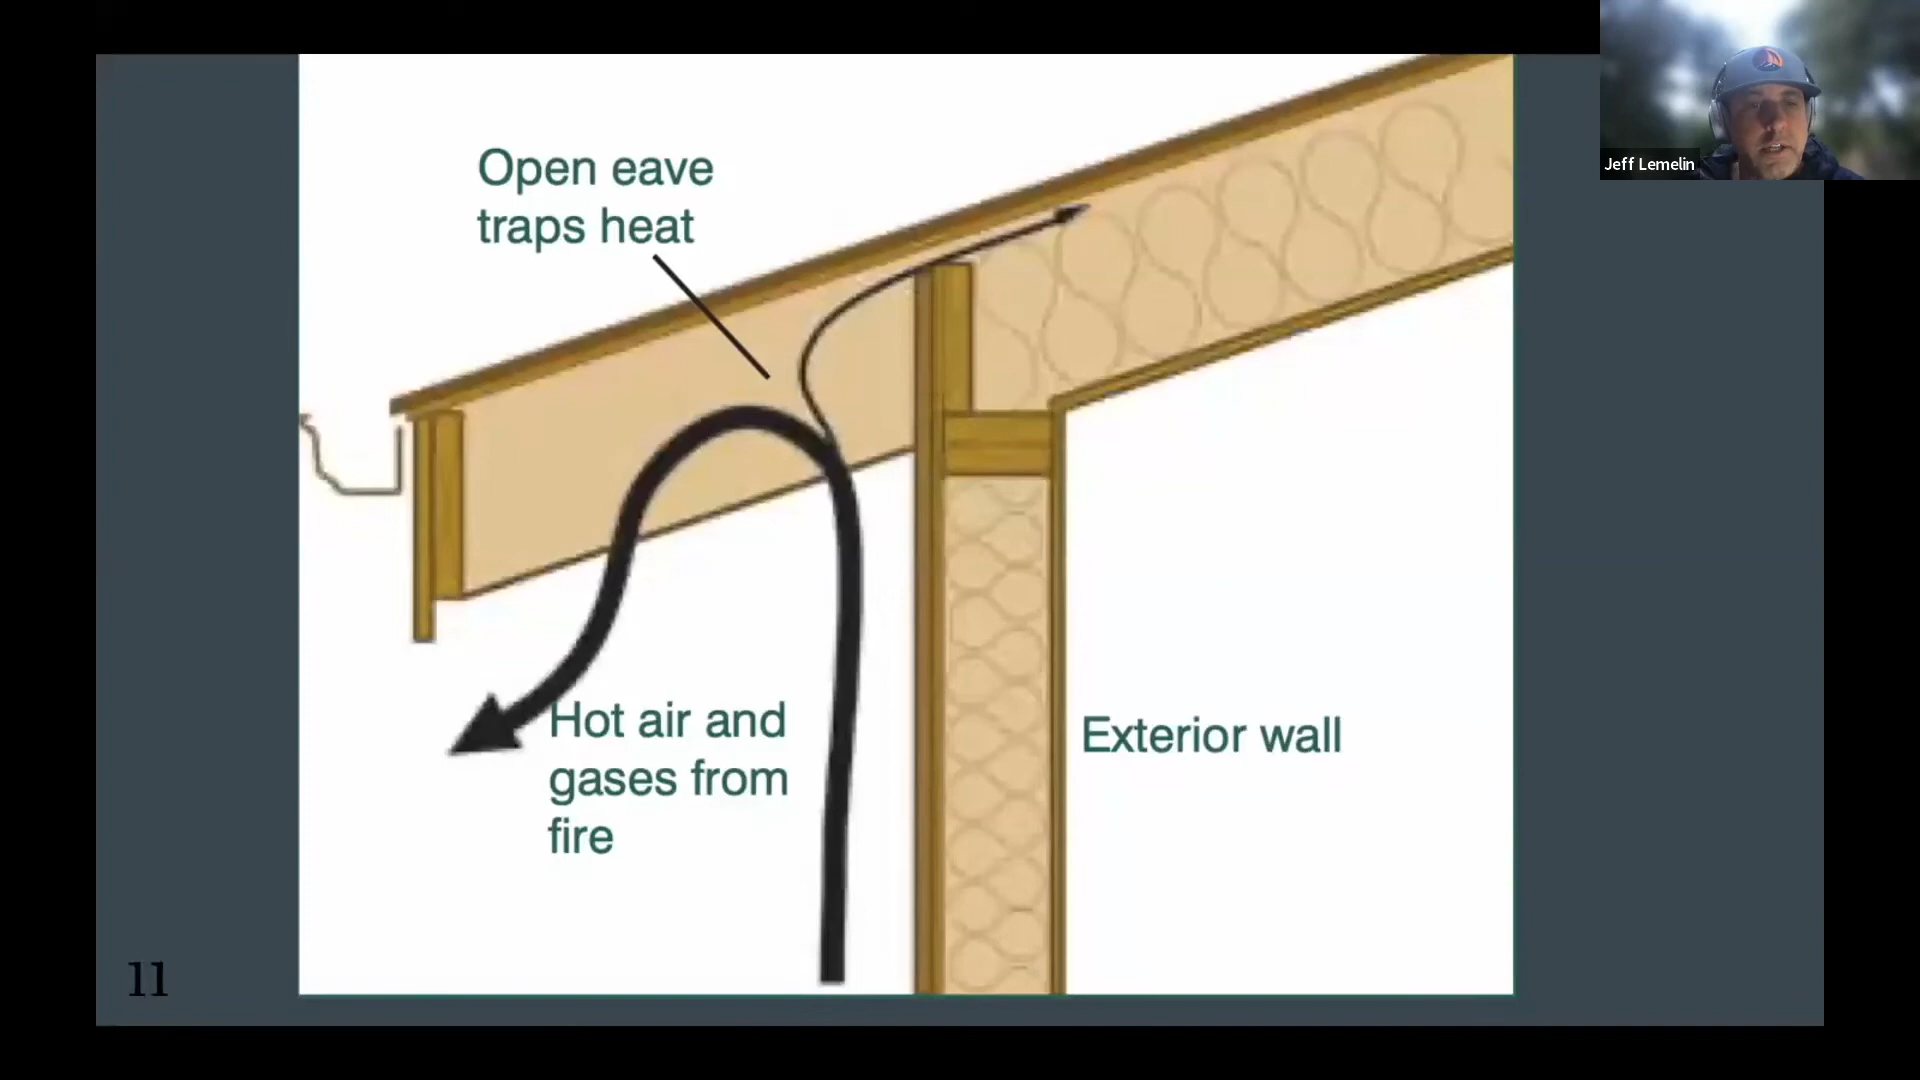 Jeff Lemelin
Open eave
traps heat
Hot air and
gases from
fire
Exterior wall
11